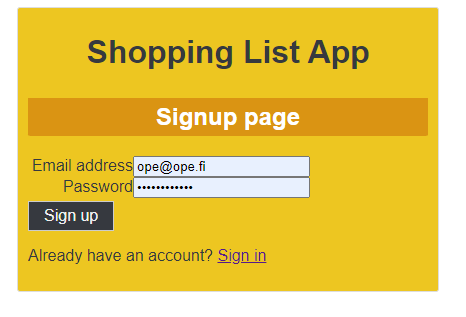 Shopping List App
Signup page
Email address ope@ope.fi
Password ••••••••••••
Sign up
Already have an account? Sign in